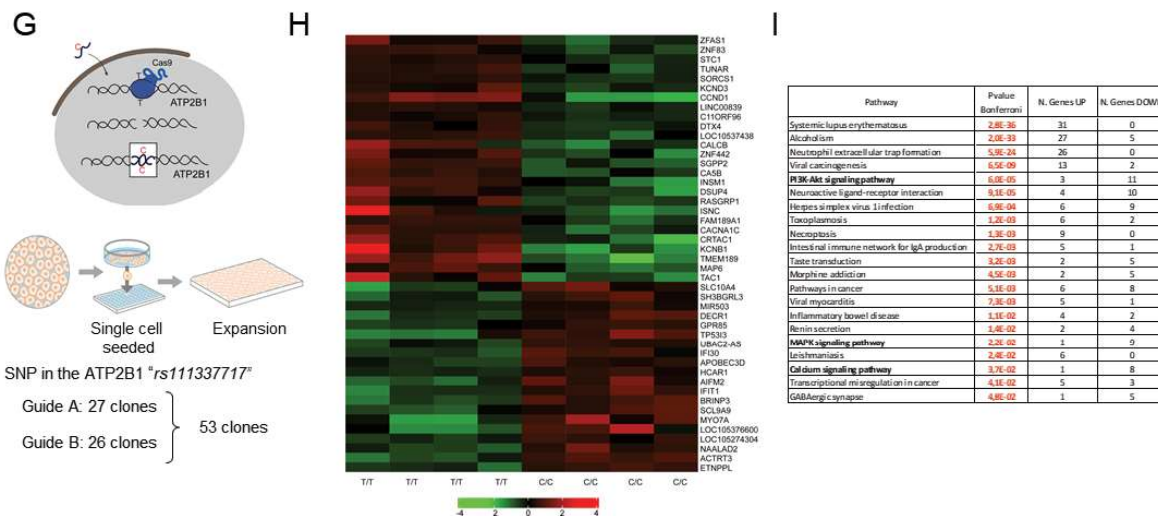 G
C
Cas9
T
T
ATP2B1
C
C
ATP2B1
Single cell seeded
Expansion
SNP in the ATP2B1 "rs111337717"
Guide A: 27 clones
Guide B: 26 clones
53 clones
H
ZFAS1
ZNF83
STC1
TUNAR
SORCS1
KCND3
CCND1
LINC00839
C11ORF96
DTX4
LOC10537438
CALCB
ZNF442
SGPP2
CA5B
INSM1
DSUP4
RASGRP1
ISNC
FAM189A1
CACNA1C
CRTAC1
KCNB1
TMEM189
MAP6
TAC1
SLC10A4
SH3BGRL3
MIR503
DECR1
GPR85
TP53I3
UBAC2-AS
IFI30
APOBEC3D
HCAR1
AIFM2
IFIT1
BRINP3
SCL9A9
MYO7A
LOC105376600
LOC105274304
NAALAD2
ACTRT3
ETNPPL
T/T T/T T/T T/T C/C C/C C/C C/C
-4 2 0 2 4
I
Pathway Pvalue Bonferroni N. Genes UP N. Genes DOWN
Systemic lupus erythematosus 2,8E-36 31 0
Alcoholism 2,0E-33 27 5
Neutrophil extracellular trap formation 5,9E-24 26 0
Viral carcinogenesis 6,5E-09 13 2
PI3K-Akt signaling pathway 6,0E-05 3 11
Neuroactive ligand-receptor interaction 9,1E-05 4 10
Herpes simplex virus 1 infection 6,9E-04 6 9
Toxoplasmosis 1,2E-03 6 2
Necroptosis 1,3E-03 9 0
Intestinal immune network for IgA production 2,7E-03 5 1
Taste transduction 3,2E-03 2 5
Morphine addiction 4,5E-03 2 5
Pathways in cancer 5,1E-03 6 8
Viral myocarditis 7,3E-03 5 1
Inflammatory bowel disease 1,1E-02 4 2
Renin secretion 1,4E-02 2 4
MAPK signaling pathway 2,2E-02 1 9
Leishmaniasis 2,4E-02 6 0
Calcium signaling pathway 3,7E-02 1 8
Transcriptional misregulation in cancer 4,1E-02 5 3
GABAergic synapse 4,8E-02 1 5